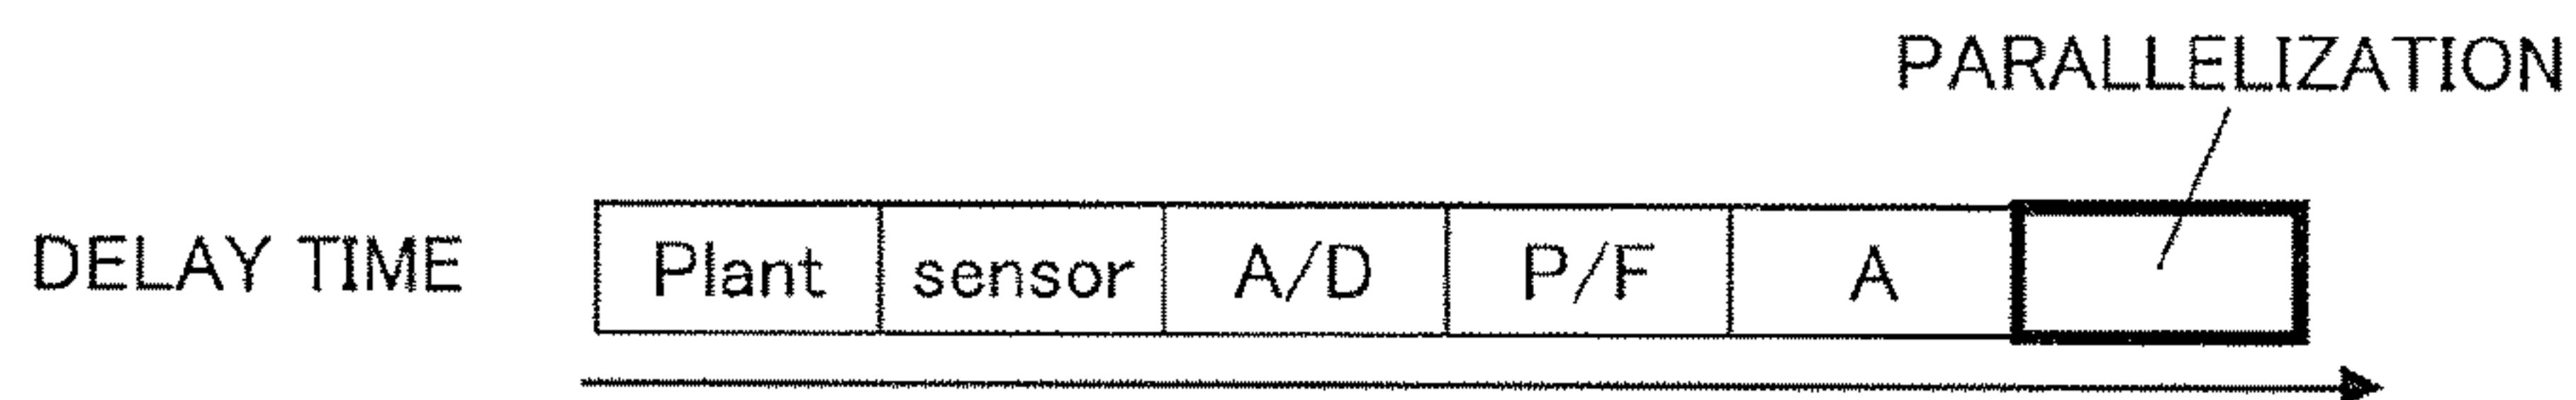 PARALLELIZATION
DELAY TIME Plant sensor A/D P/F A